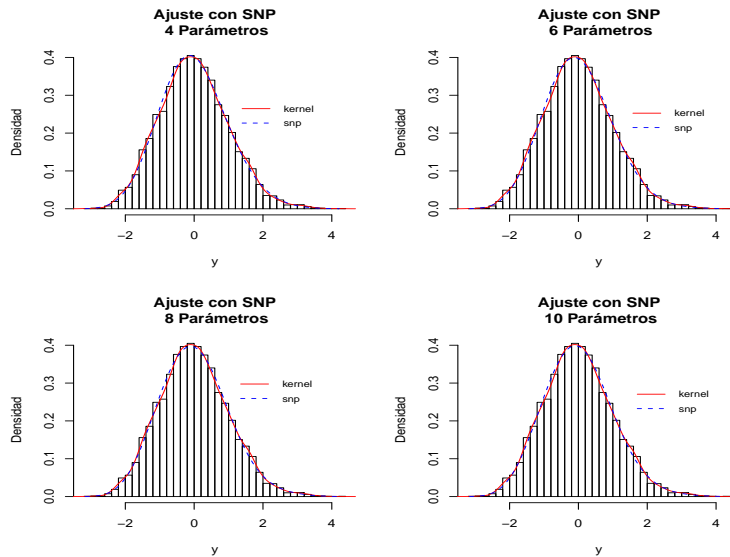 Ajuste con SNP
4 Parámetros
Densidad
0.0
0.1
0.2
0.3
0.4
kernel
snp
−2
0
2
4
y
Ajuste con SNP
6 Parámetros
Densidad
0.0
0.1
0.2
0.3
0.4
kernel
snp
−2
0
2
4
y
Ajuste con SNP
8 Parámetros
Densidad
0.0
0.1
0.2
0.3
0.4
kernel
snp
−2
0
2
4
y
Ajuste con SNP
10 Parámetros
Densidad
0.0
0.1
0.2
0.3
0.4
kernel
snp
−2
0
2
4
y